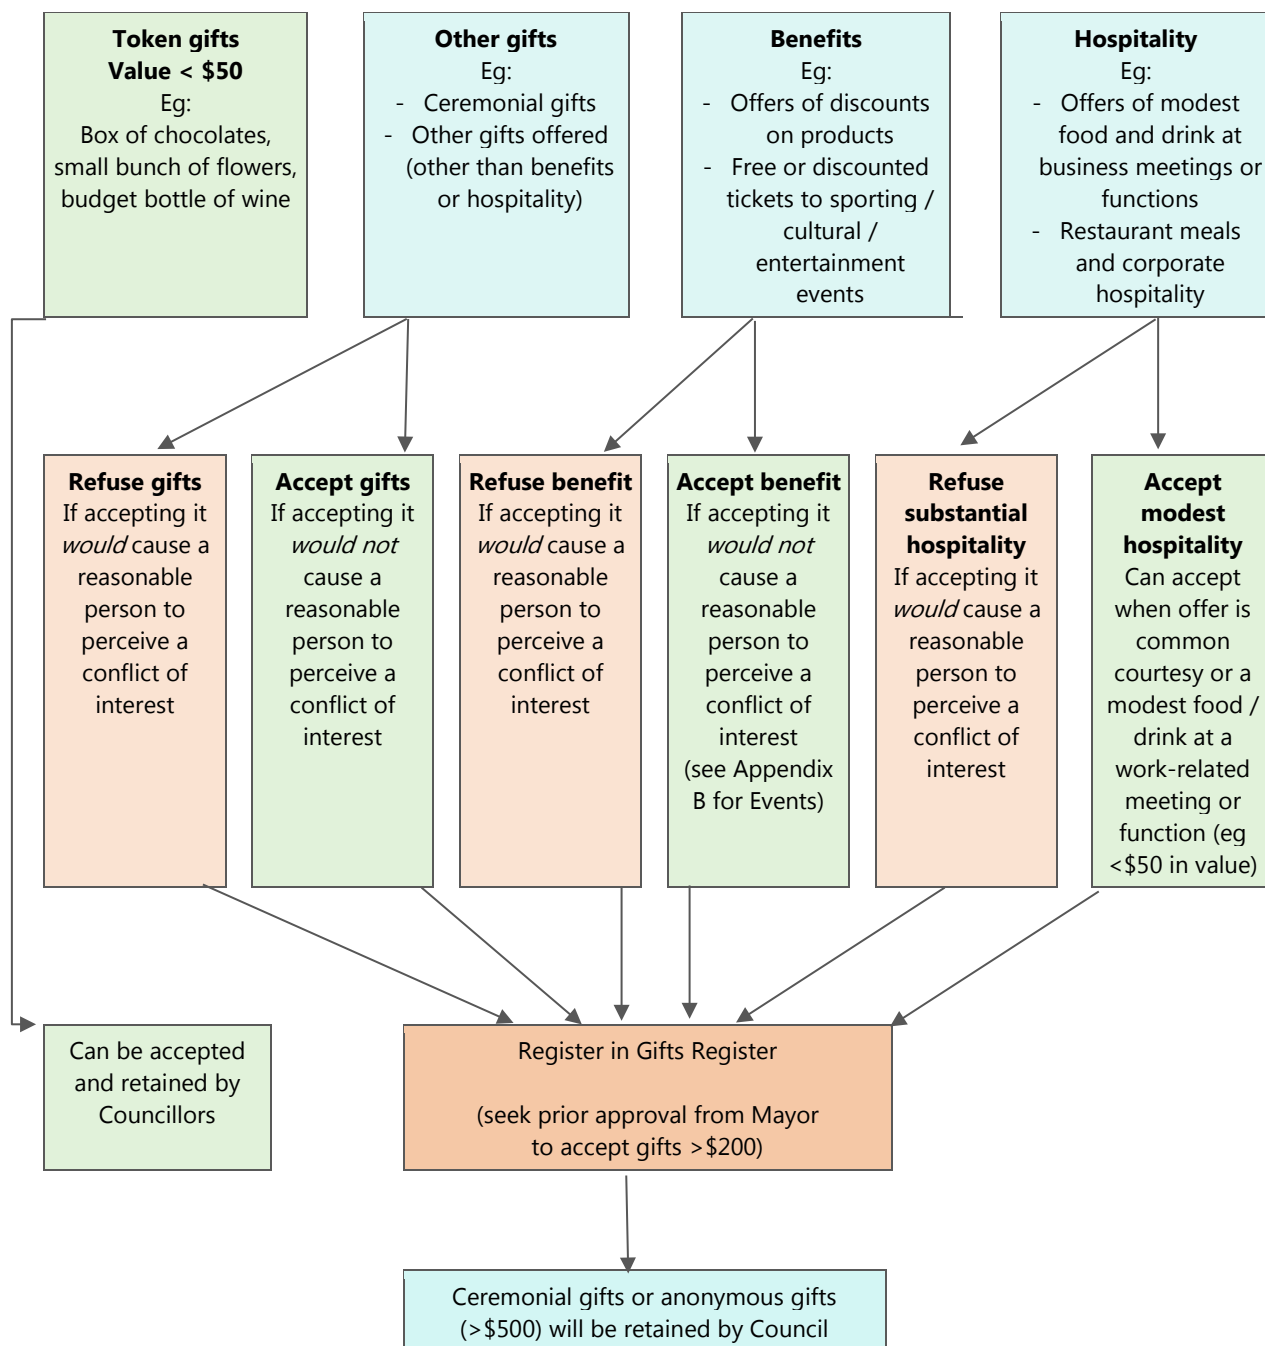 Token gifts
Value < $50
Eg:
Box of chocolates,
small bunch of flowers,
budget bottle of wine
Other gifts
Eg:
- Ceremonial gifts
- Other gifts offered
(other than benefits
or hospitality)
Benefits
Eg:
- Offers of discounts
on products
- Free or discounted
tickets to sporting /
cultural /
entertainment
events
Hospitality
Eg:
- Offers of modest
food and drink at
business meetings or
functions
- Restaurant meals
and corporate
hospitality
Refuse gifts
If accepting it
would cause a
reasonable
person to
perceive a
conflict of
interest
Accept gifts
If accepting it
would not
cause a
reasonable
person to
perceive a
conflict of
interest
Refuse benefit
If accepting it
would cause a
reasonable
person to
perceive a
conflict of
interest
Accept benefit
If accepting it
would not
cause a
reasonable
person to
perceive a
conflict of
interest
(see Appendix
B for Events)
Refuse
substantial
hospitality
If accepting it
would cause a
reasonable
person to
perceive a
conflict of
interest
Accept
modest
hospitality
Can accept
when offer is
common
courtesy or a
modest food /
drink at a
work-related
meeting or
function (eg
<$50 in value)
Can be accepted
and retained by
Councillors
Register in Gifts Register
(seek prior approval from Mayor
to accept gifts >$200)
Ceremonial gifts or anonymous gifts
(>$500) will be retained by Council